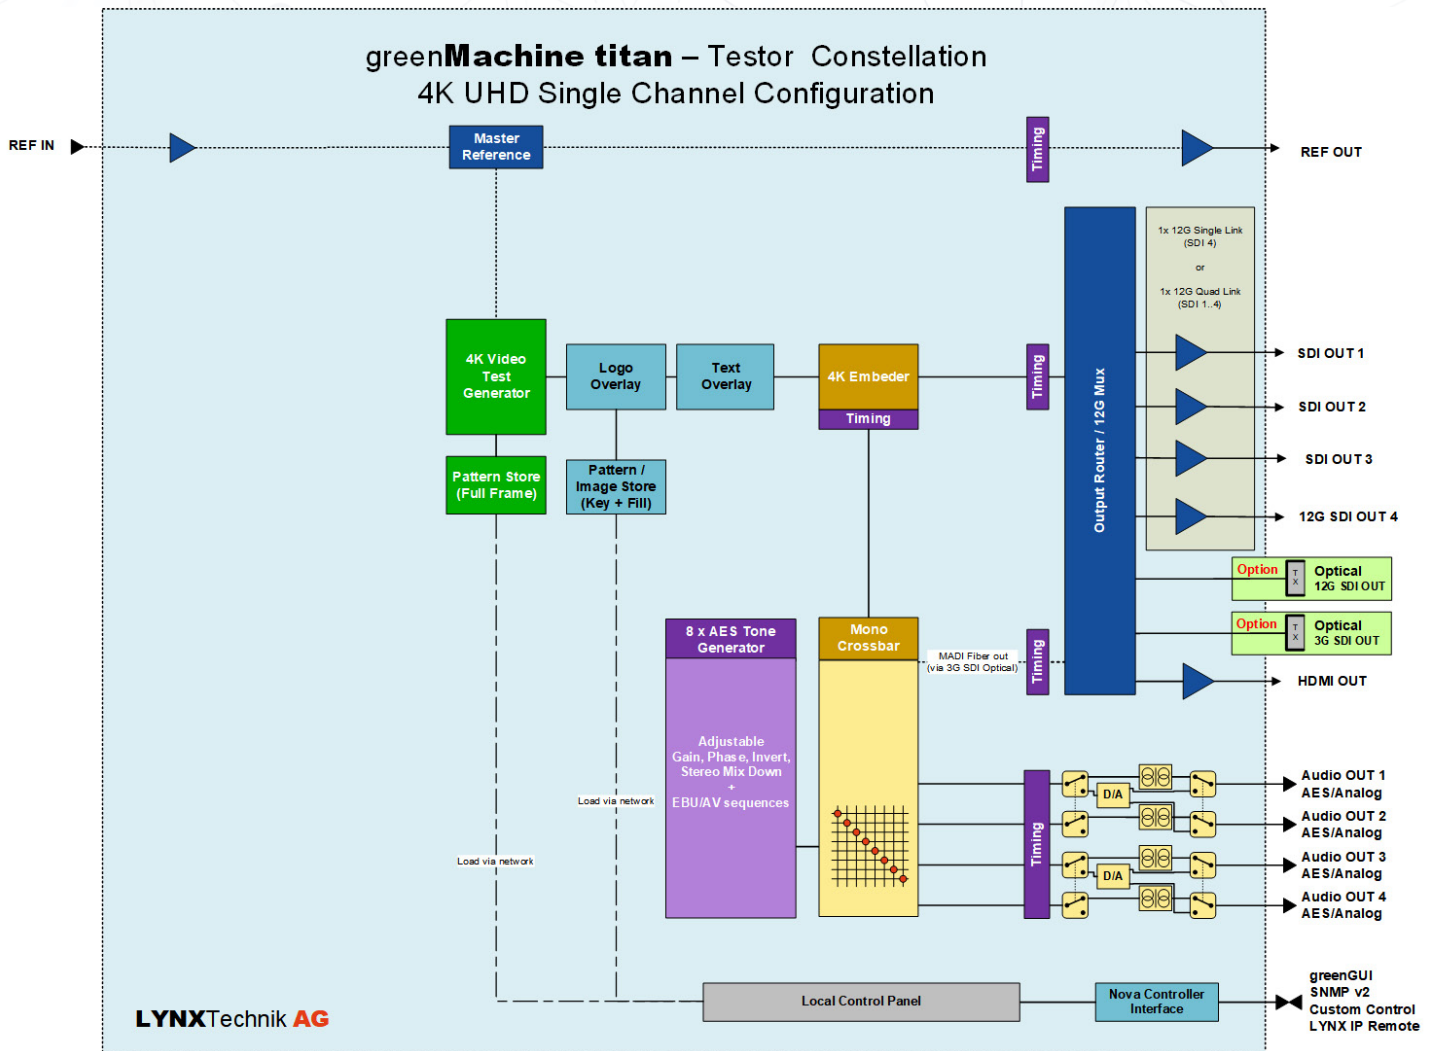 greenMachine titan – Testor Constellation
4K UHD Single Channel Configuration
REF IN
Master
Reference
Timing
REF OUT
1x 12G Single Link
(SDI 4)
or
1x 12G Quad Link
(SDI 1..4)
4K Video
Test
Generator
Logo
Overlay
Text
Overlay
4K Embeder
Timing
Timing
Output Router / 12G Mux
SDI OUT 1
SDI OUT 2
SDI OUT 3
12G SDI OUT 4
Pattern Store
(Full Frame)
Pattern /
Image Store
(Key + Fill)
Option
TX
Optical
12G SDI OUT
Option
TX
Optical
3G SDI OUT
HDMI OUT
8 x AES Tone
Generator
Mono
Crossbar
MADI Fiber out
(via 3G SDI Optical)
Timing
Adjustable
Gain, Phase, Invert,
Stereo Mix Down
+
EBU/AV sequences
Load via network
Load via network
Timing
D/A
D/A
Audio OUT 1
AES/Analog
Audio OUT 2
AES/Analog
Audio OUT 3
AES/Analog
Audio OUT 4
AES/Analog
Local Control Panel
Nova Controller
Interface
greenGUI
SNMP v2
Custom Control
LYNX IP Remote
LYNXTechnik AG